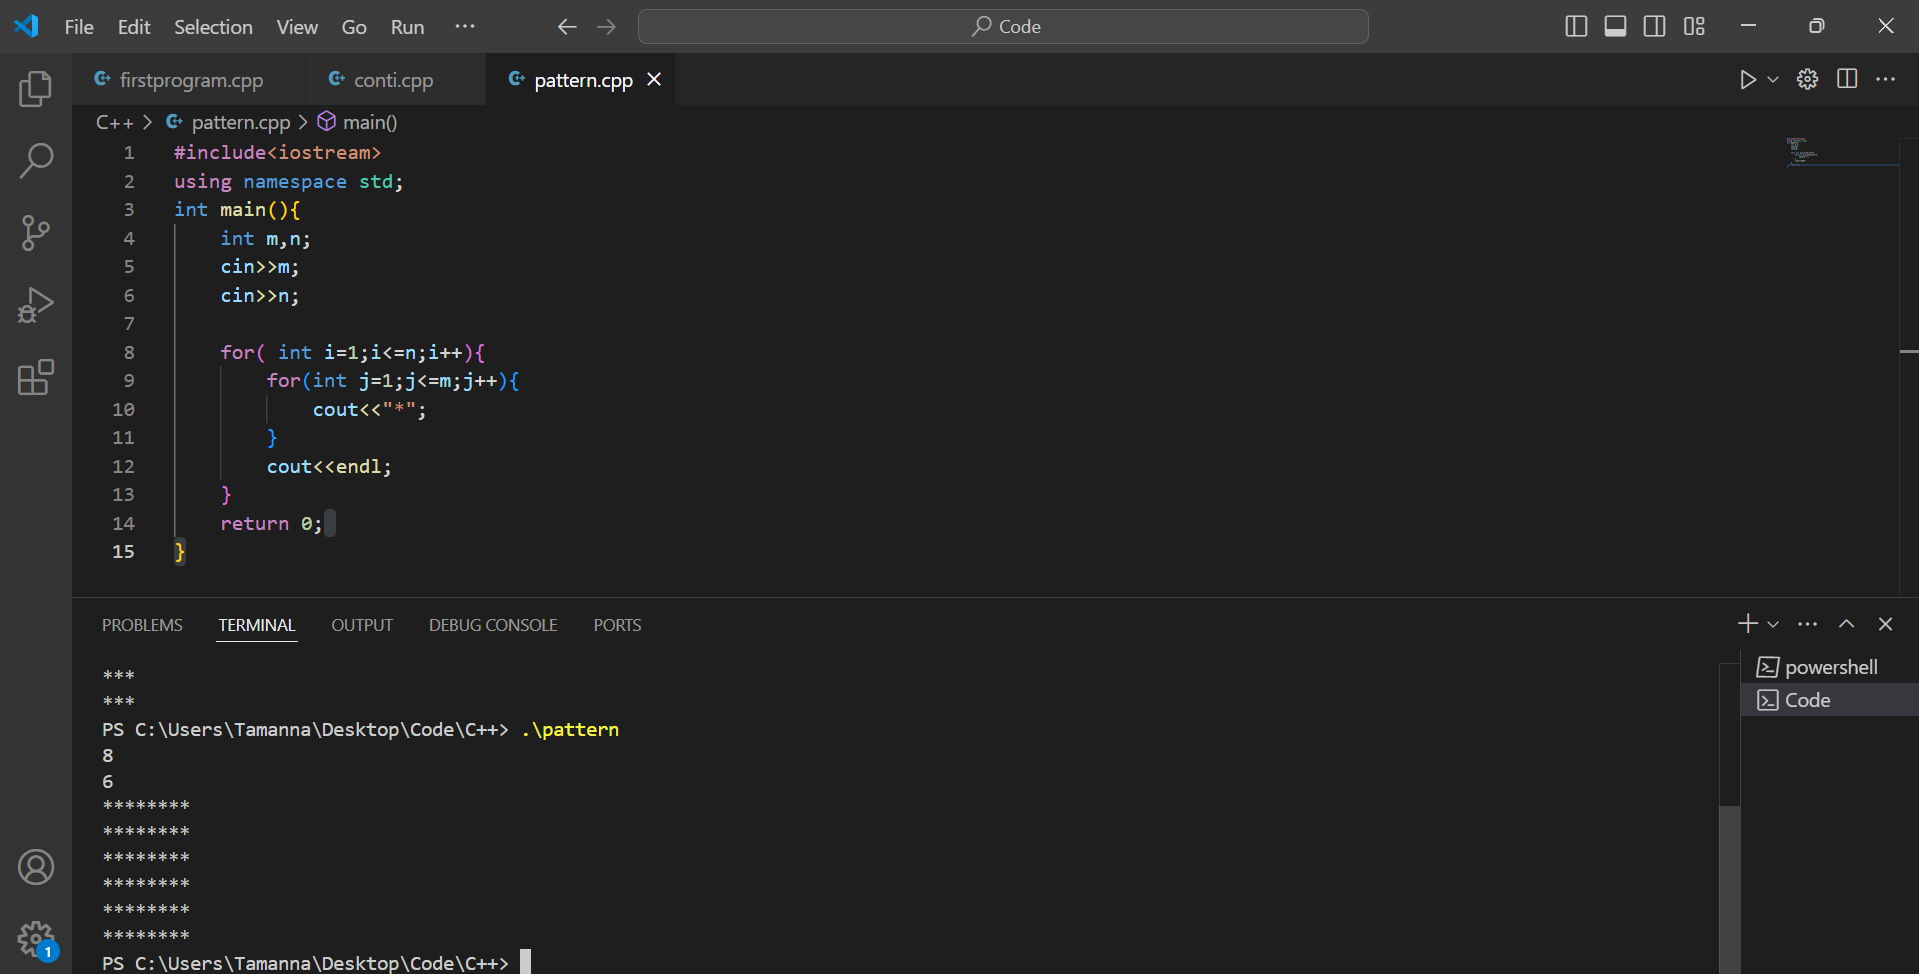 File Edit Selection View Go Run ··· Code
firstprogram.cpp conti.cpp pattern.cpp
C++ > pattern.cpp > main()
1 #include<iostream>
2 using namespace std;
3 int main(){
4     int m,n;
5     cin>>m;
6     cin>>n;
7
8     for( int i=1;i<=n;i++){
9         for(int j=1;j<=m;j++){
10             cout<<"*";
11         }
12         cout<<endl;
13     }
14     return 0;
15 }
PROBLEMS TERMINAL OUTPUT DEBUG CONSOLE PORTS
***
***
PS C:\Users\Tamanna\Desktop\Code\C++> .\pattern
8
6
********
********
********
********
********
********
PS C:\Users\Tamanna\Desktop\Code\C++>
powershell
Code
1